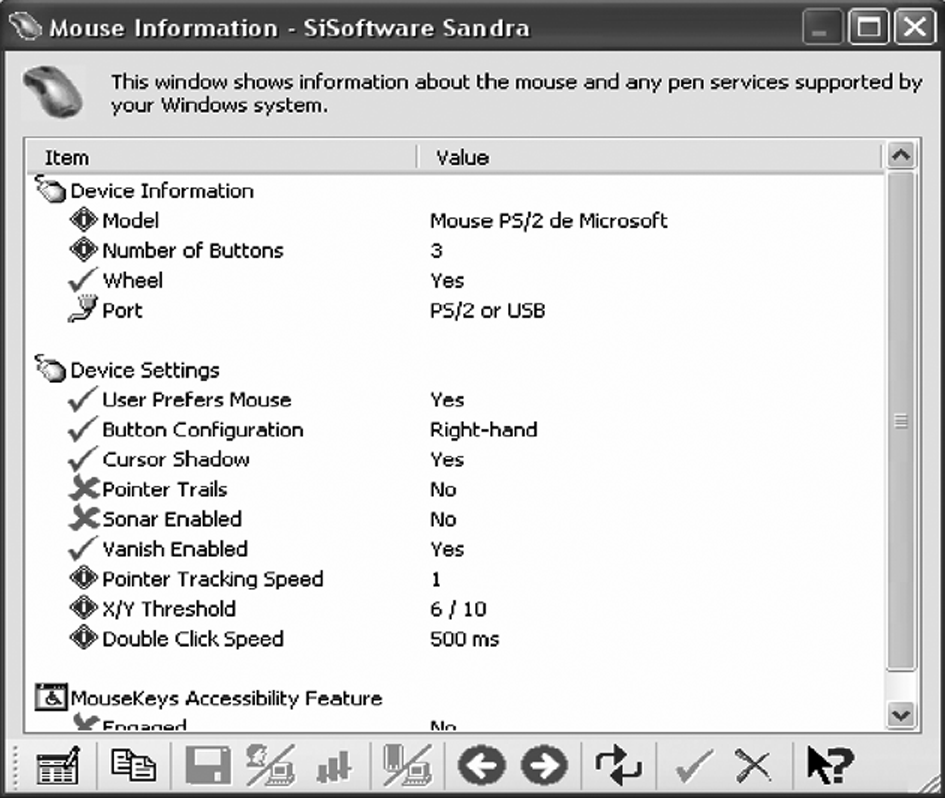 Mouse Information - SiSoftware Sandra
This window shows information about the mouse and any pen services supported by
your Windows system.
Item Value
Device Information
Model Mouse PS/2 de Microsoft
Number of Buttons 3
Wheel Yes
Port PS/2 or USB
Device Settings
User Prefers Mouse Yes
Button Configuration Right-hand
Cursor Shadow Yes
Pointer Trails No
Sonar Enabled No
Vanish Enabled Yes
Pointer Tracking Speed 1
X/Y Threshold 6 / 10
Double Click Speed 500 ms
MouseKeys Accessibility Feature
Engaged No